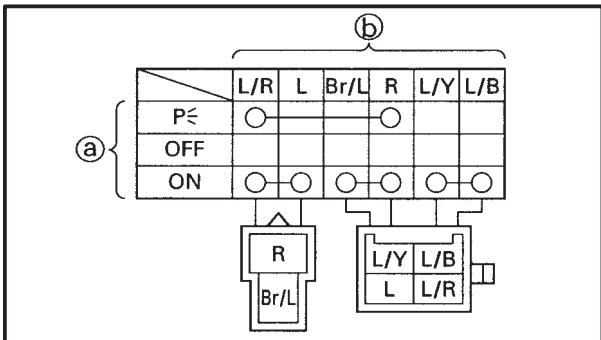 ⓑ
L/R L Br/L R L/Y L/B
P
ⓐ OFF
ON
R
Br/L
L/Y L/B
L L/R